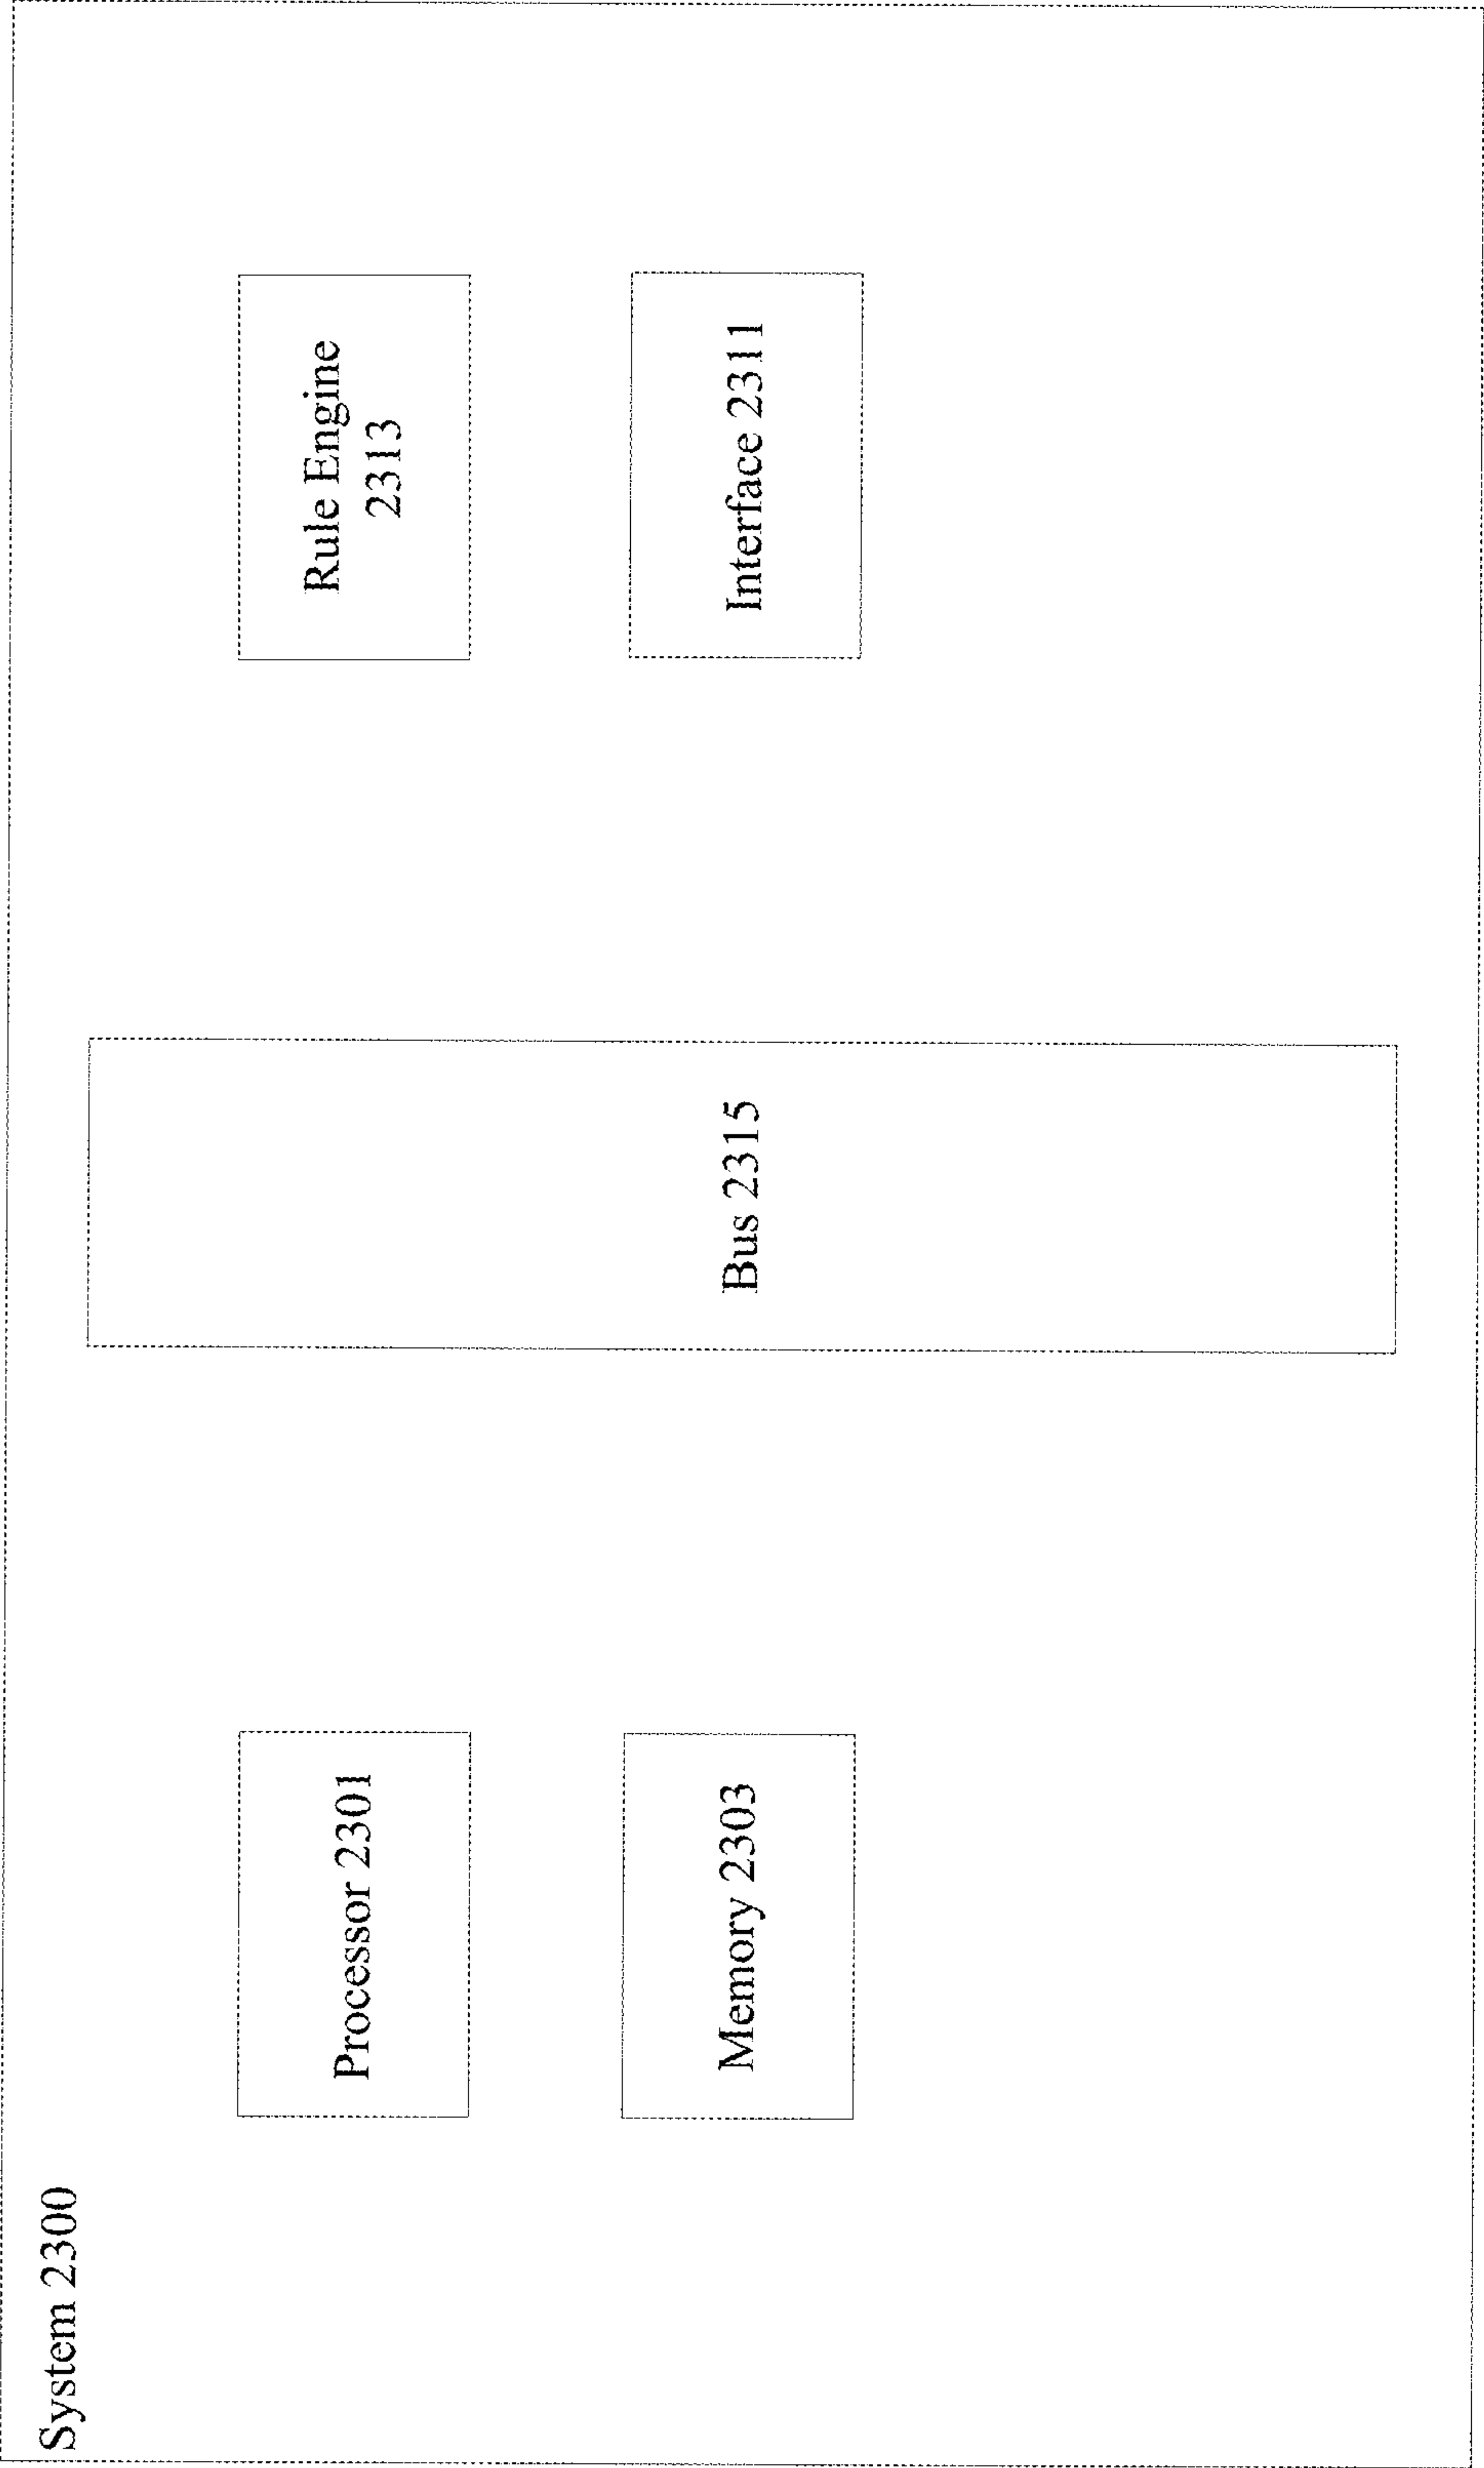 System 2300
Processor 2301
Memory 2303
Bus 2315
Rule Engine
2313
Interface 2311